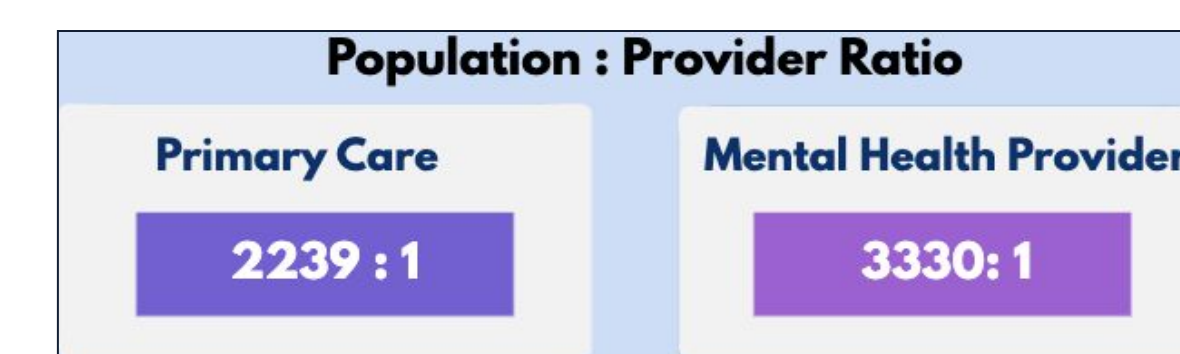 Population : Provider Ratio
Primary Care
Mental Health Provider
2239 : 1
3330: 1